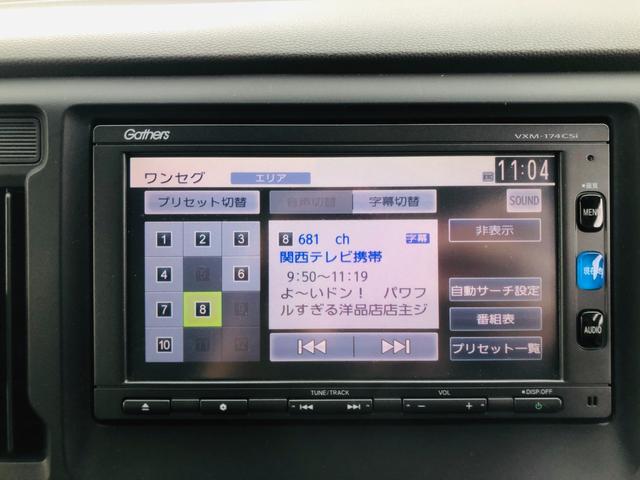 Gathers
VXM-174CSi
ワンセグ
エリア
11:04
プリセット切替
音声切替
字幕切替
SOUND
1
2
3
4
6
7
8
10
11
12
8 681 ch 字幕
関西テレビ携帯
9:50～11:19
よ～いドン! パワフ
ルすぎる洋品店店主ジ
非表示
自動サーチ設定
番組表
プリセット一覧
MENU
現在地
AUDIO
TUNE/TRACK
VOL
− +
DISP.OFF